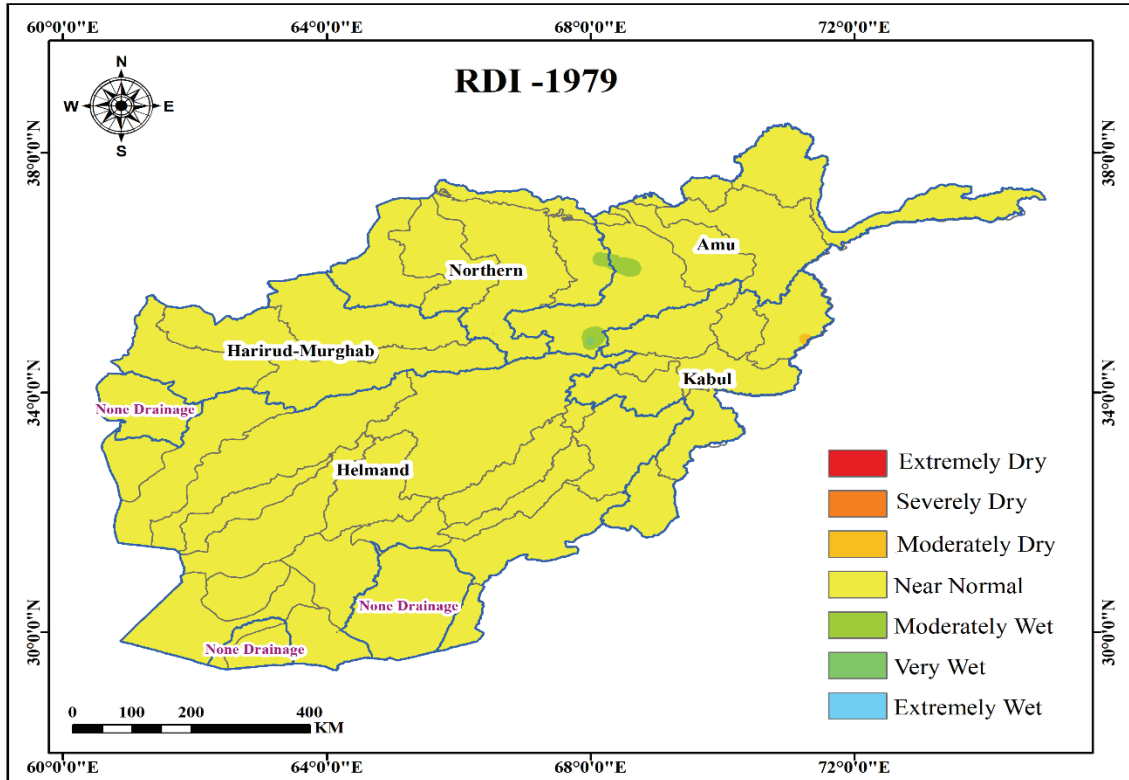 60°0'0"E 64°0'0"E 68°0'0"E 72°0'0"E
N
W E
S
RDI -1979
38°0'0"N 38°0'0"N
Amu
Northern
Harirud-Murghab
Kabul
34°0'0"N 34°0'0"N
None Drainage
Helmand
Extremely Dry
Severely Dry
Moderately Dry
Near Normal
None Drainage
Moderately Wet
30°0'0"N 30°0'0"N
None Drainage
Very Wet
Extremely Wet
0 100 200 400
KM
60°0'0"E 64°0'0"E 68°0'0"E 72°0'0"E